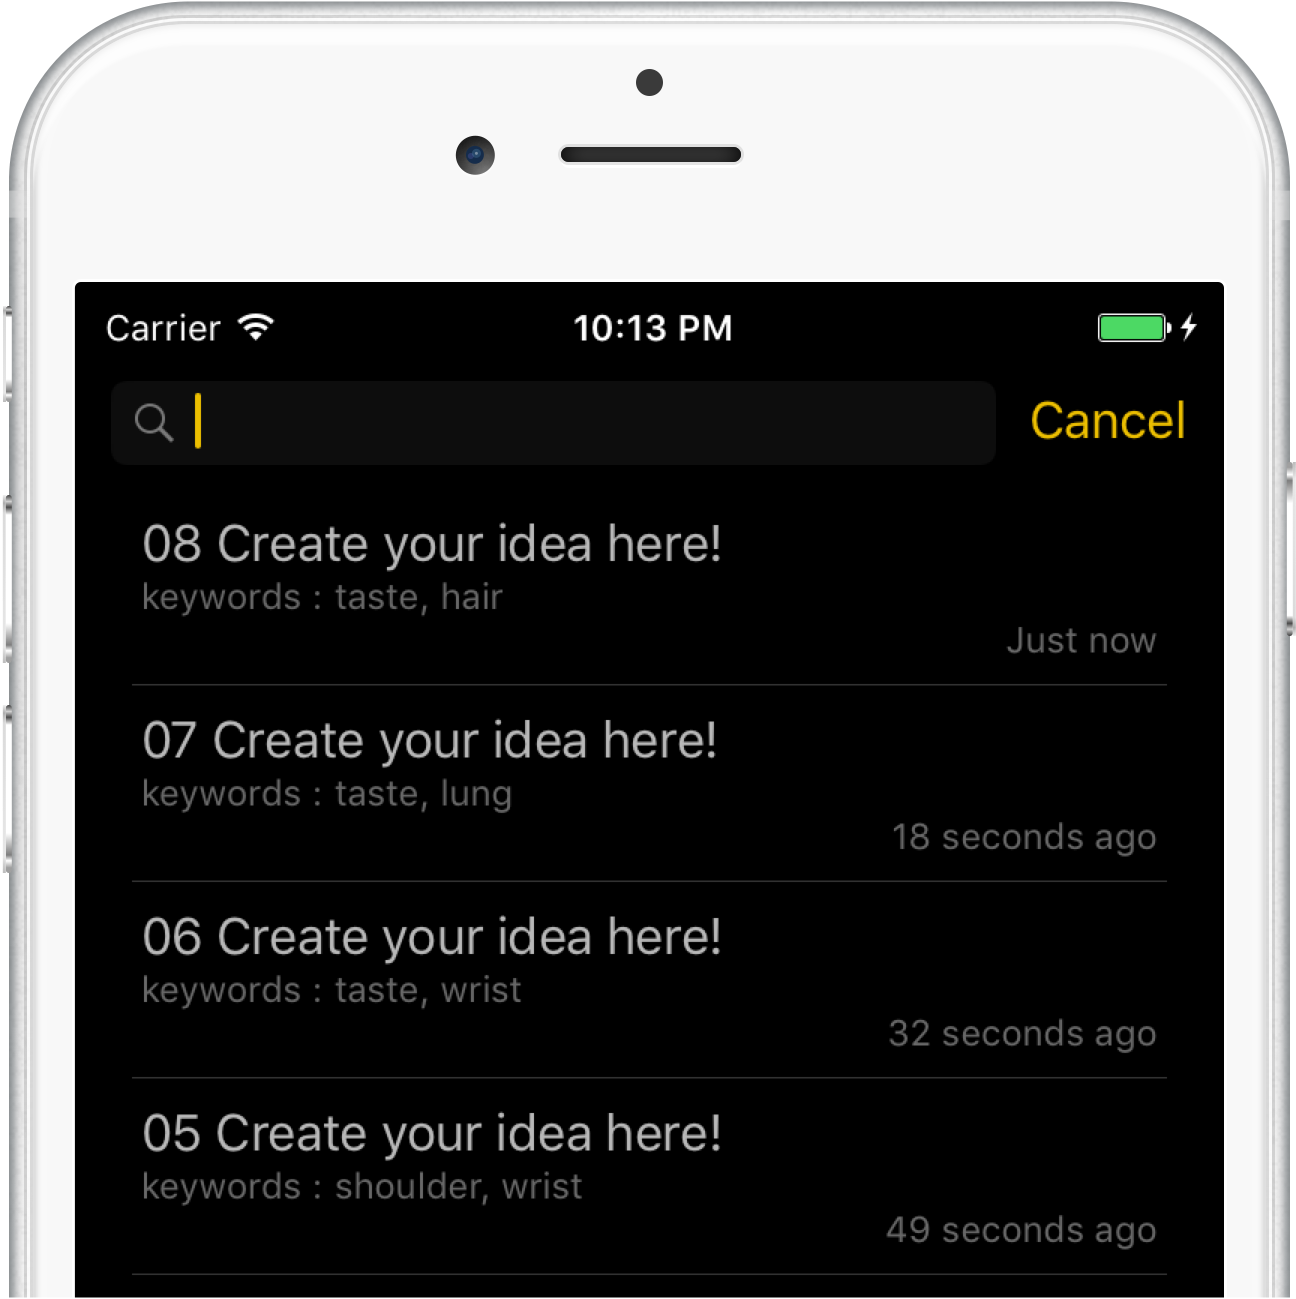 Carrier 10:13 PM
Cancel
08 Create your idea here!
keywords : taste, hair
Just now
07 Create your idea here!
keywords : taste, lung
18 seconds ago
06 Create your idea here!
keywords : taste, wrist
32 seconds ago
05 Create your idea here!
keywords : shoulder, wrist
49 seconds ago